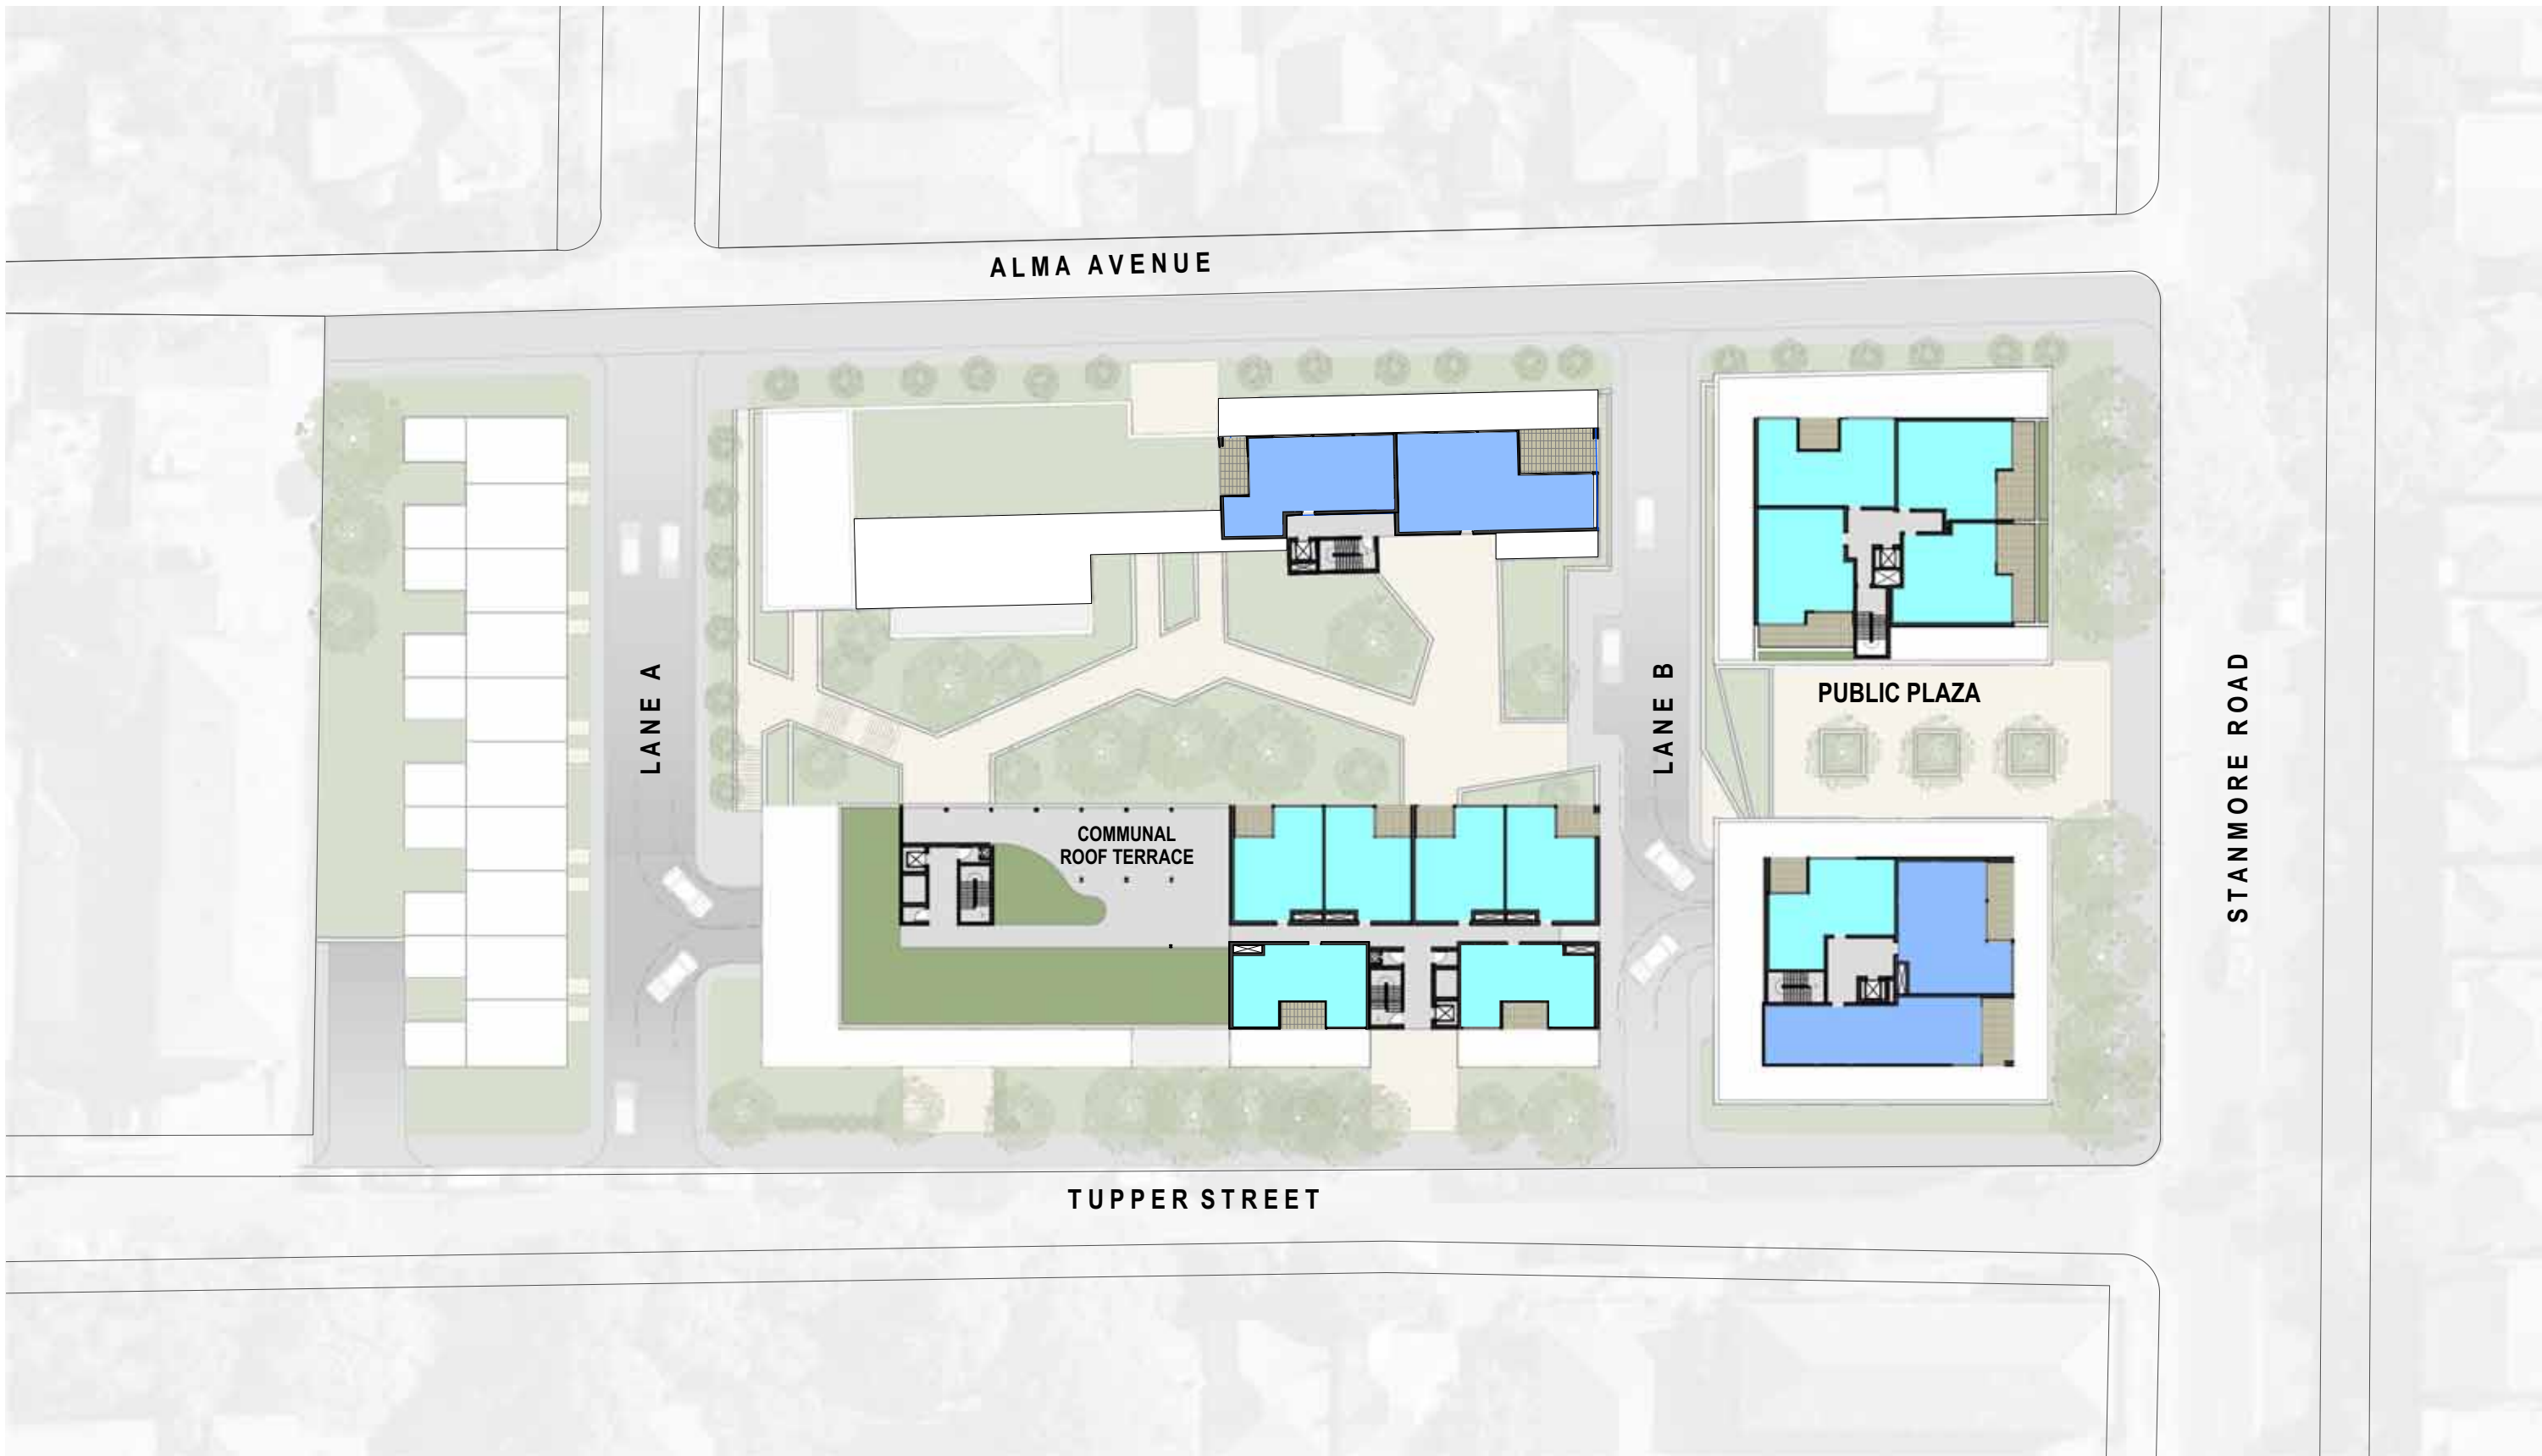 ALMA AVENUE
LANE A
LANE B
PUBLIC PLAZA
STANMORE ROAD
COMMUNAL
ROOF TERRACE
TUPPER STREET